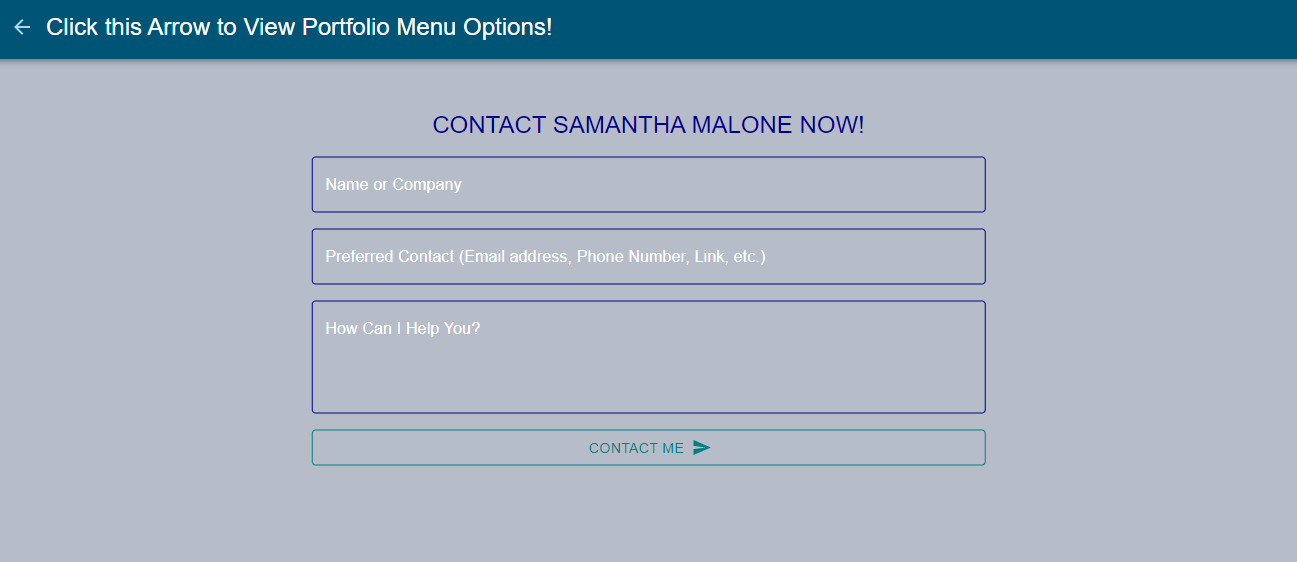 Click this Arrow to View Portfolio Menu Options!
CONTACT SAMANTHA MALONE NOW!
Name or Company
Preferred Contact (Email address, Phone Number, Link, etc.)
How Can I Help You?
CONTACT ME